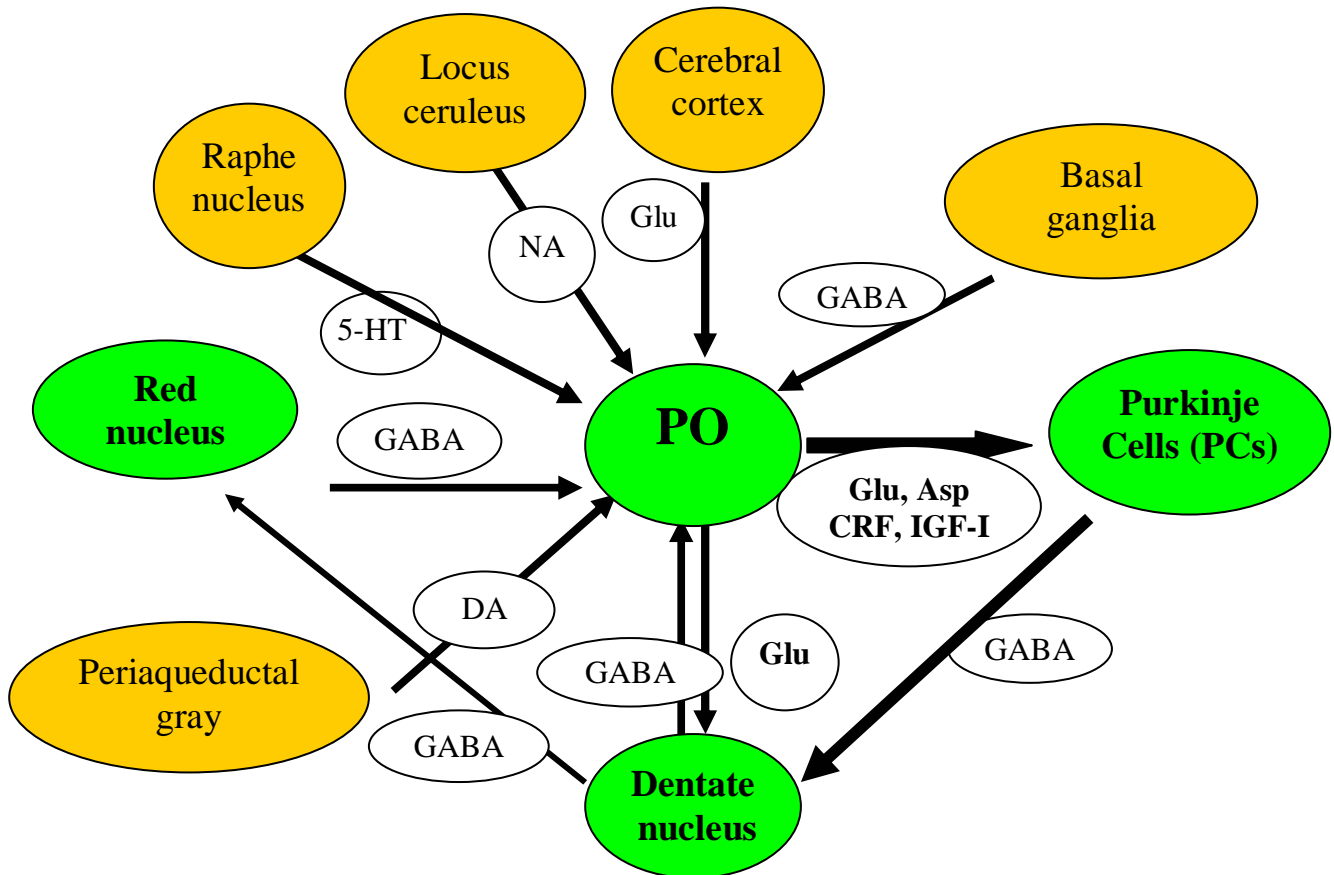 Locus
ceruleus
Cerebral
cortex
Raphe
nucleus
Basal
ganglia
NA
Glu
GABA
5-HT
Red
nucleus
GABA
PO
Purkinje
Cells (PCs)
Glu, Asp
CRF, IGF-I
DA
GABA
Glu
GABA
Periaqueductal
gray
GABA
Dentate
nucleus